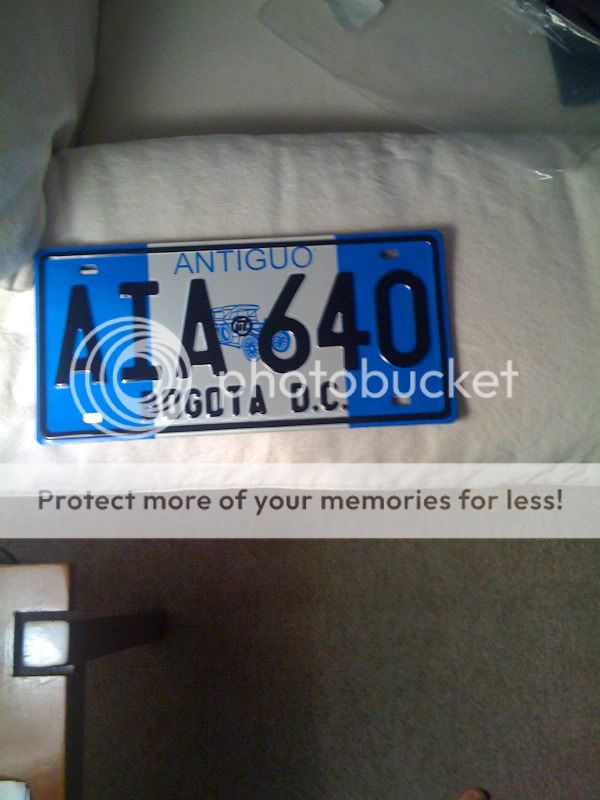 ANTIGUO
AIA 640
BOGOTA D.C.
photobucket
Protect more of your memories for less!